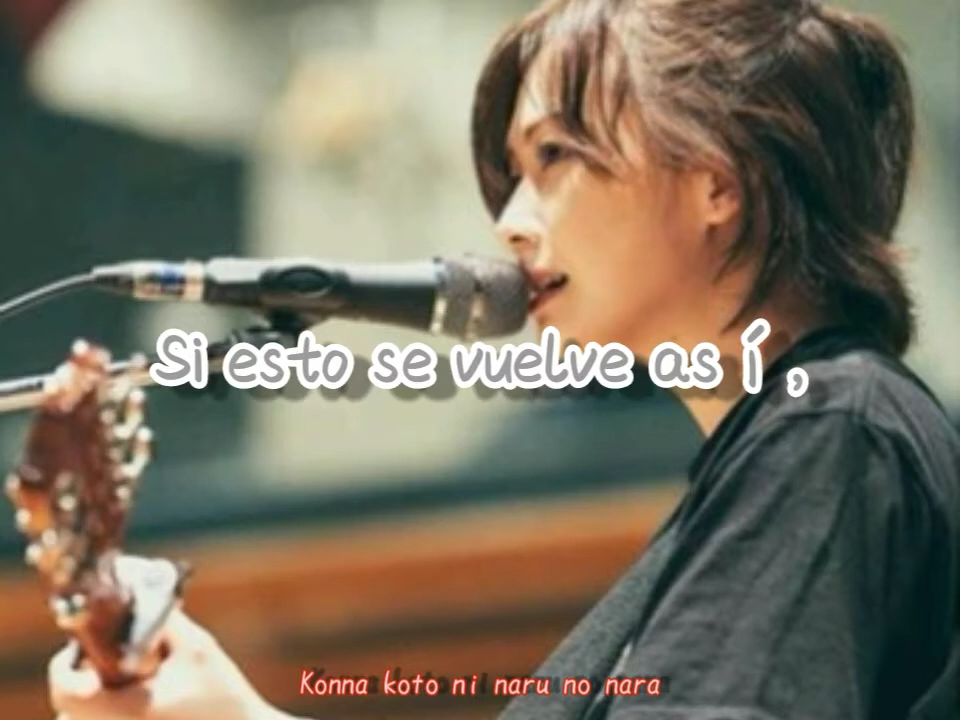 Si esto se vuelve así,
Konna koto ni naru no nara